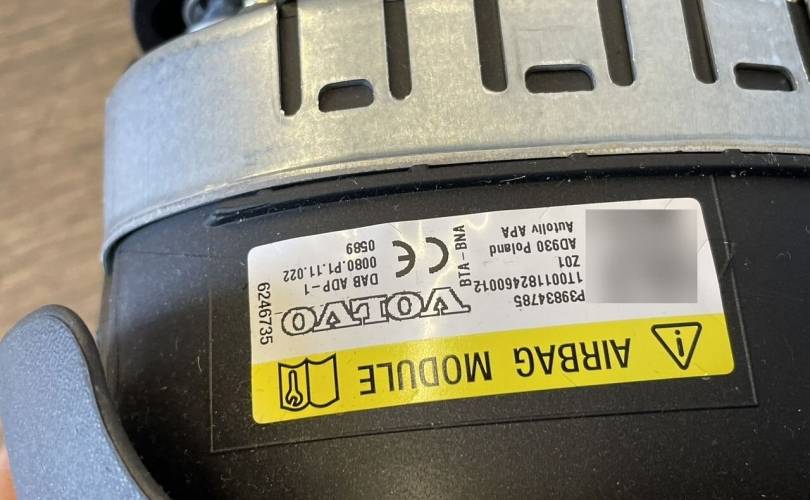 AIRBAG MODULE
P39834785
1T0011182460012
Z01
AD930 Poland
Autoliv APA
VOLVO
BTA-BNA
DAB ADP-1
0080.P1.11.022
0589
CE
6246735